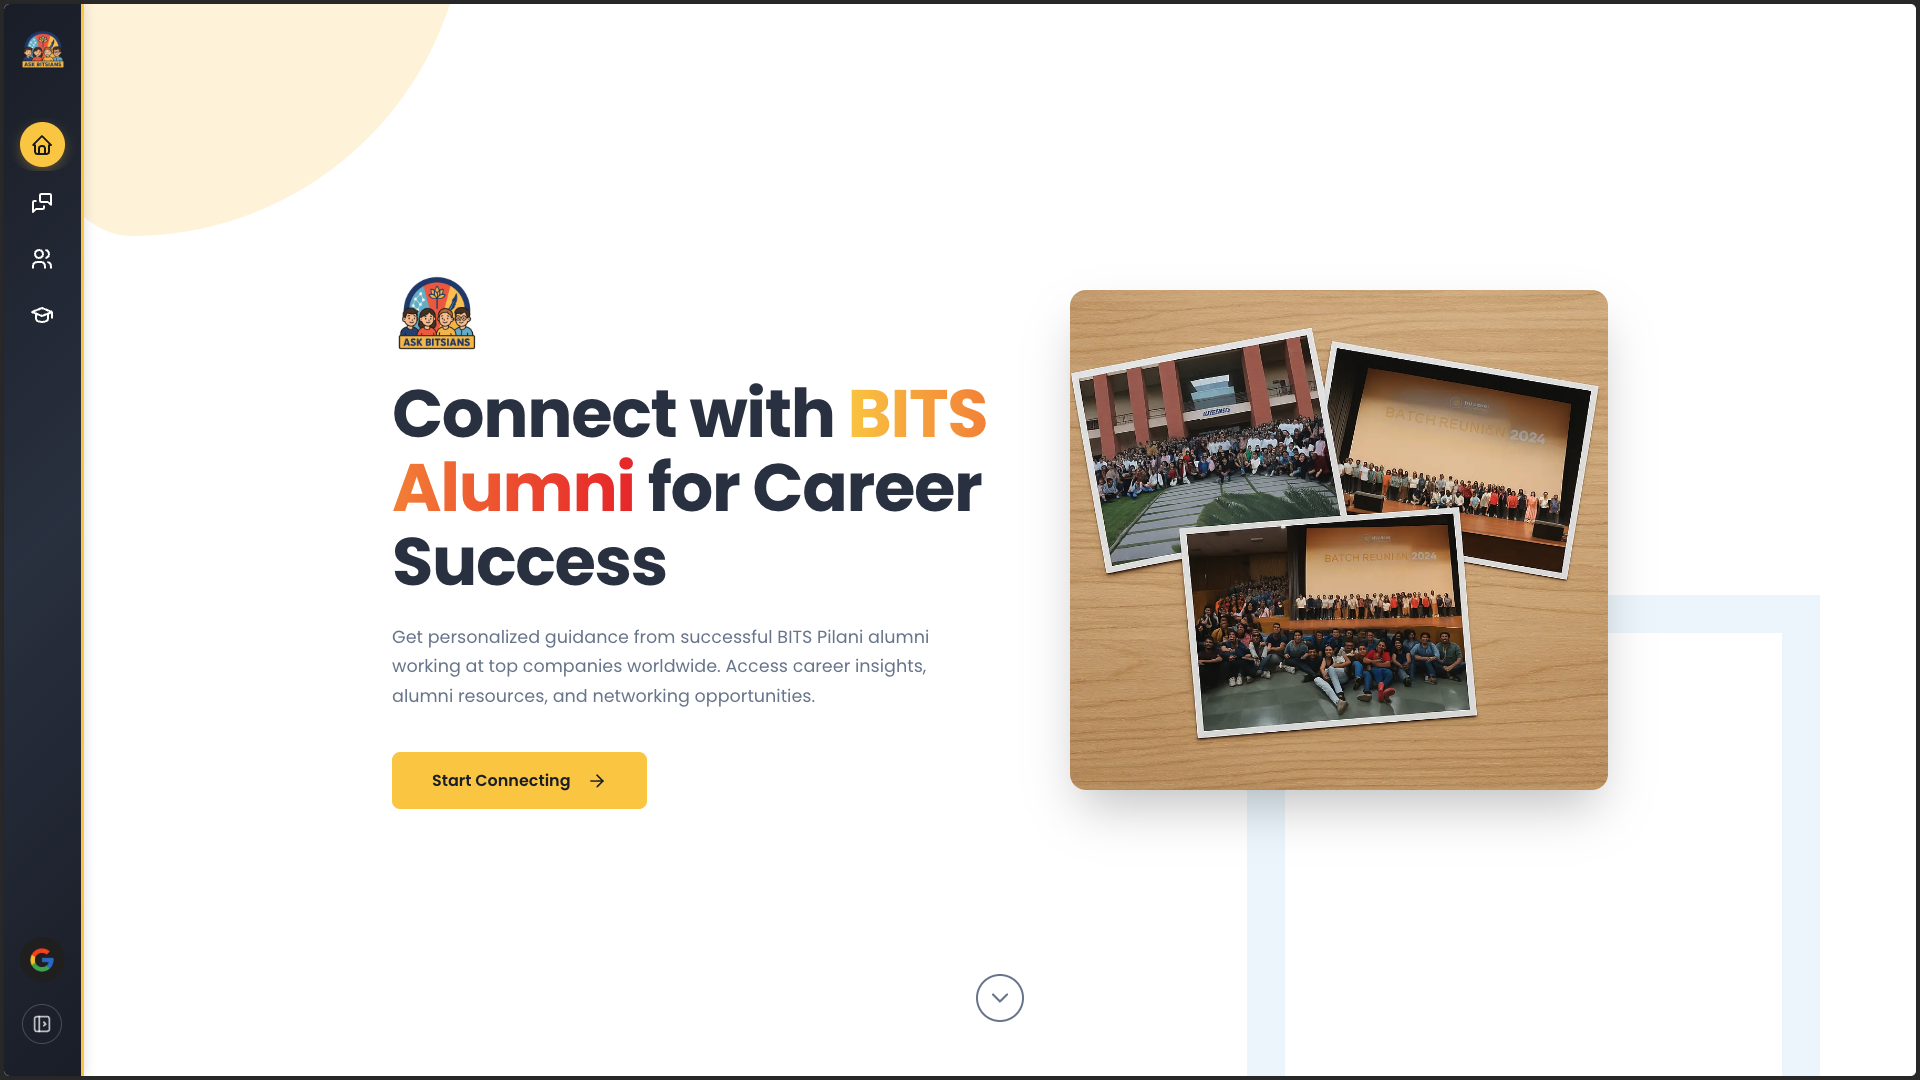 ASK BITSIANS
ASK BITSIANS
Connect with BITS
Alumni for Career
Success
Get personalized guidance from successful BITS Pilani alumni
working at top companies worldwide. Access career insights,
alumni resources, and networking opportunities.
Start Connecting
BATCH REUNION 2024
BATCH REUNION 2024